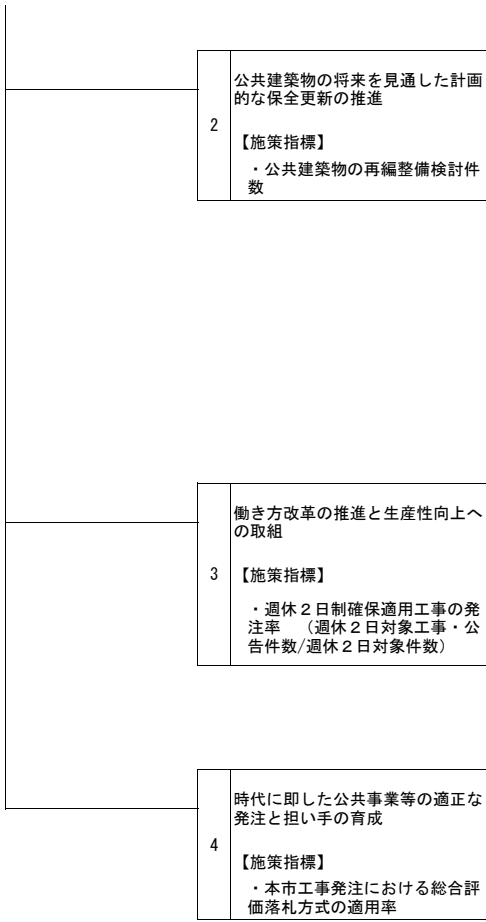 2
公共建築物の将来を見通した計画
的な保全更新の推進
【施策指標】
・公共建築物の再編整備検討件
数
3
働き方改革の推進と生産性向上へ
の取組
【施策指標】
・週休２日制確保適用工事の発
注率　（週休２日対象工事・公
告件数/週休２日対象件数）
4
時代に即した公共事業等の適正な
発注と担い手の育成
【施策指標】
・本市工事発注における総合評
価落札方式の適用率